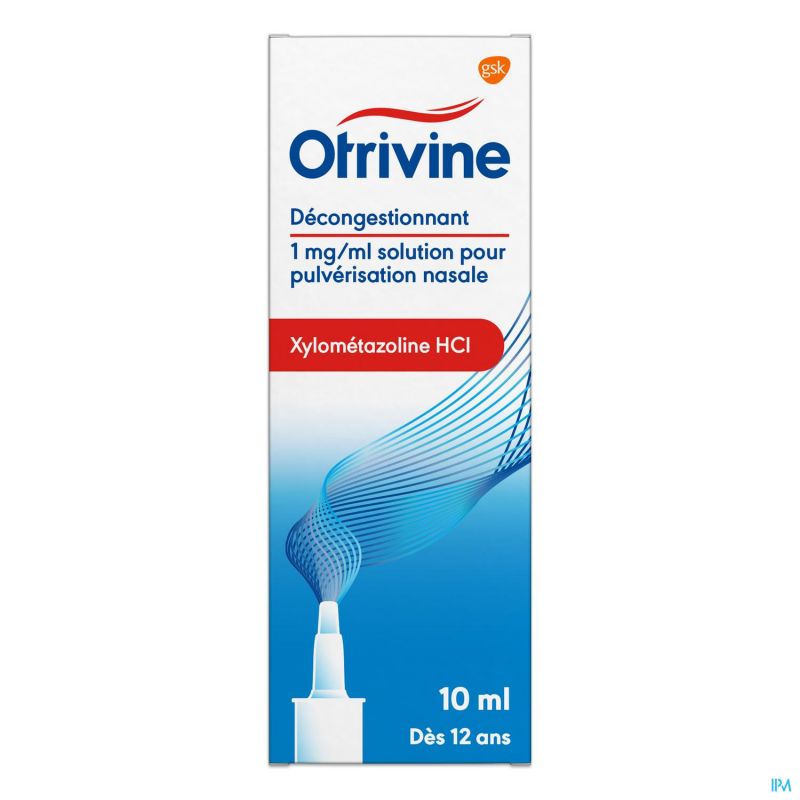 gsk
Otrivine
Décongestionnant
1 mg/ml solution pour
pulvérisation nasale
Xylométazoline HCl
10 ml
Dès 12 ans
IPM